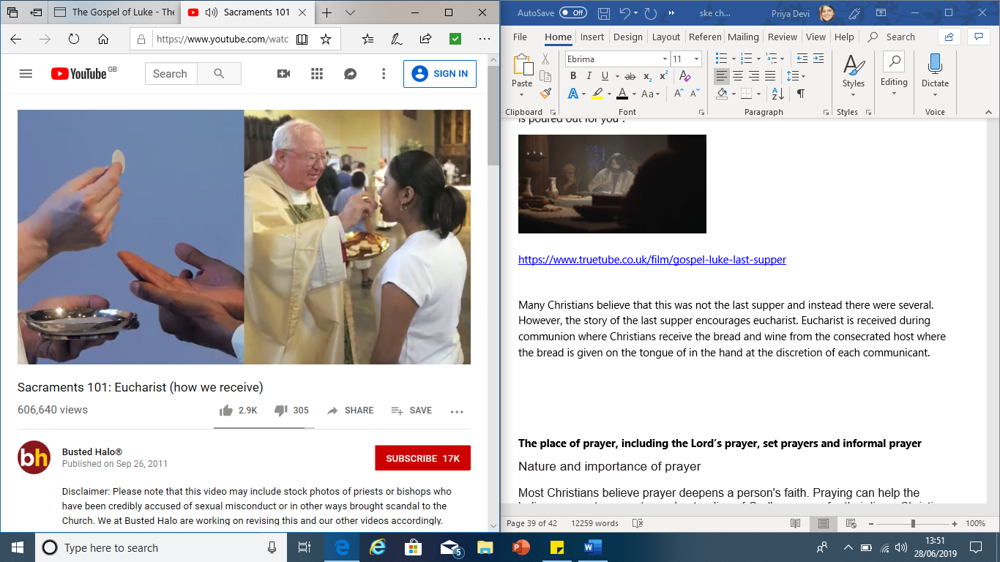 The Gospel of Luke - The
Sacraments 101
https://www.youtube.com/watc
YouTube GB
Search
SIGN IN
Sacraments 101: Eucharist (how we receive)
606,640 views
2.9K
305
SHARE
SAVE
bh
Busted Halo®
Published on Sep 26, 2011
SUBSCRIBE 17K
Disclaimer: Please note that this video may include stock photos of priests or bishops who
have been credibly accused of sexual misconduct or in other ways brought scandal to the
Church. We at Busted Halo are working on revising this and our other videos accordingly.
AutoSave Off
ske ch...
Priya Devi
File Home Insert Design Layout Referen Mailing Review View Help Search
Paste
Ebrima 11
B I U ab x₂ x²
A A Aa A A
Styles
Editing
Dictate
Clipboard Font Paragraph Styles Voice
is poured out for you".
https://www.truetube.co.uk/film/gospel-luke-last-supper
Many Christians believe that this was not the last supper and instead there were several.
However, the story of the last supper encourages eucharist. Eucharist is received during
communion where Christians receive the bread and wine from the consecrated host where
the bread is given on the tongue of in the hand at the discretion of each communicant.
The place of prayer, including the Lord's prayer, set prayers and informal prayer
Nature and importance of prayer
Most Christians believe prayer deepens a person's faith. Praying can help the
Page 39 of 42 12259 words
100%
Type here to search
5
13:51
28/06/2019